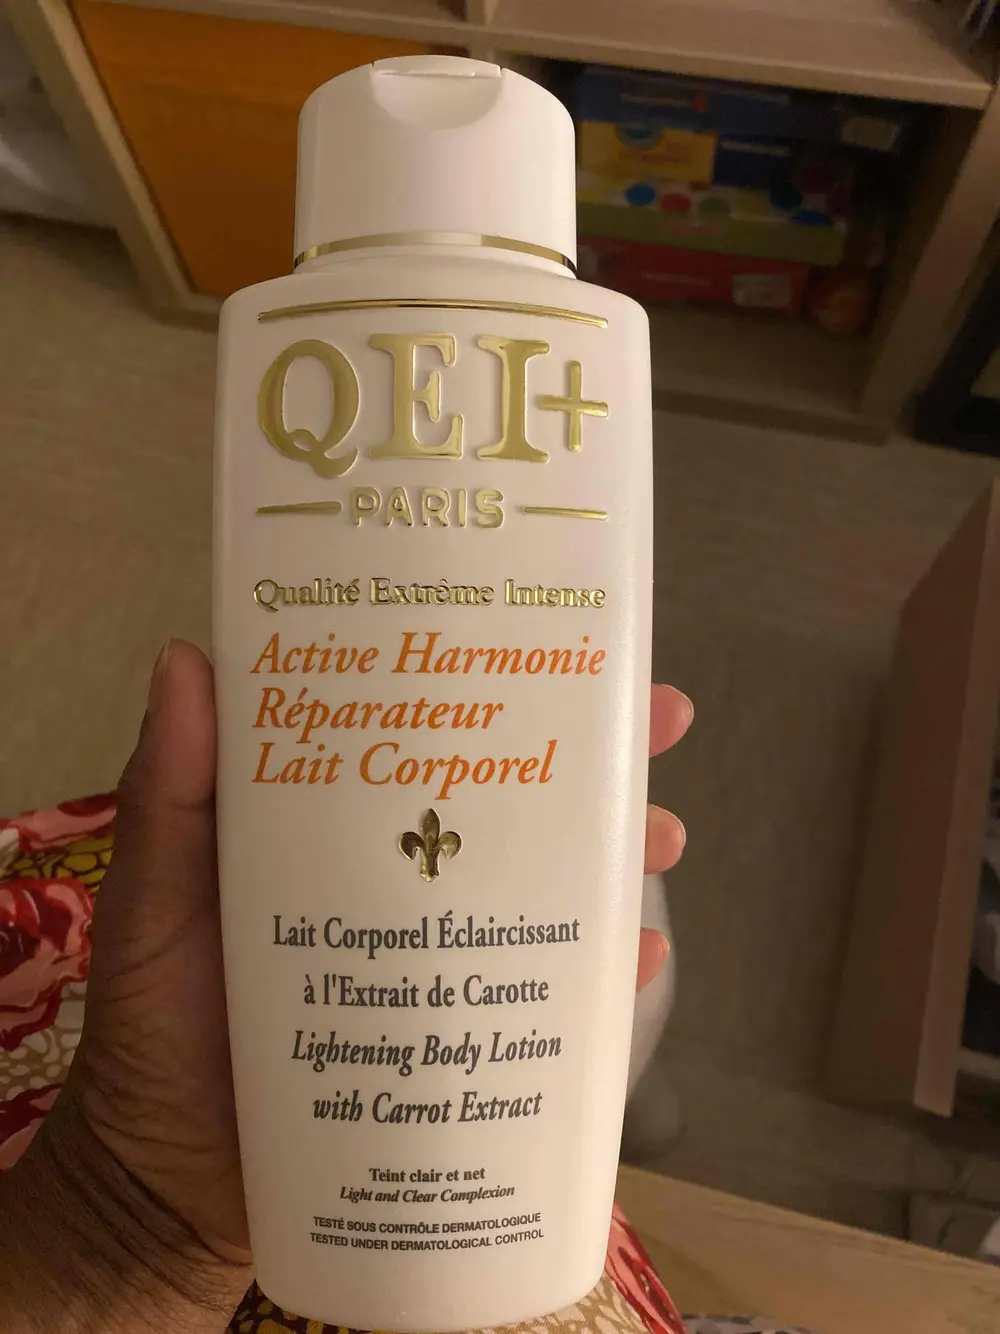 QEI+
PARIS
Qualité Extrême Intense
Active Harmonie
Réparateur
Lait Corporel
Lait Corporel Éclaircissant
à l'Extrait de Carotte
Lightening Body Lotion
with Carrot Extract
Teint clair et net
Light and Clear Complexion
TESTÉ SOUS CONTRÔLE DERMATOLOGIQUE
TESTED UNDER DERMATOLOGICAL CONTROL